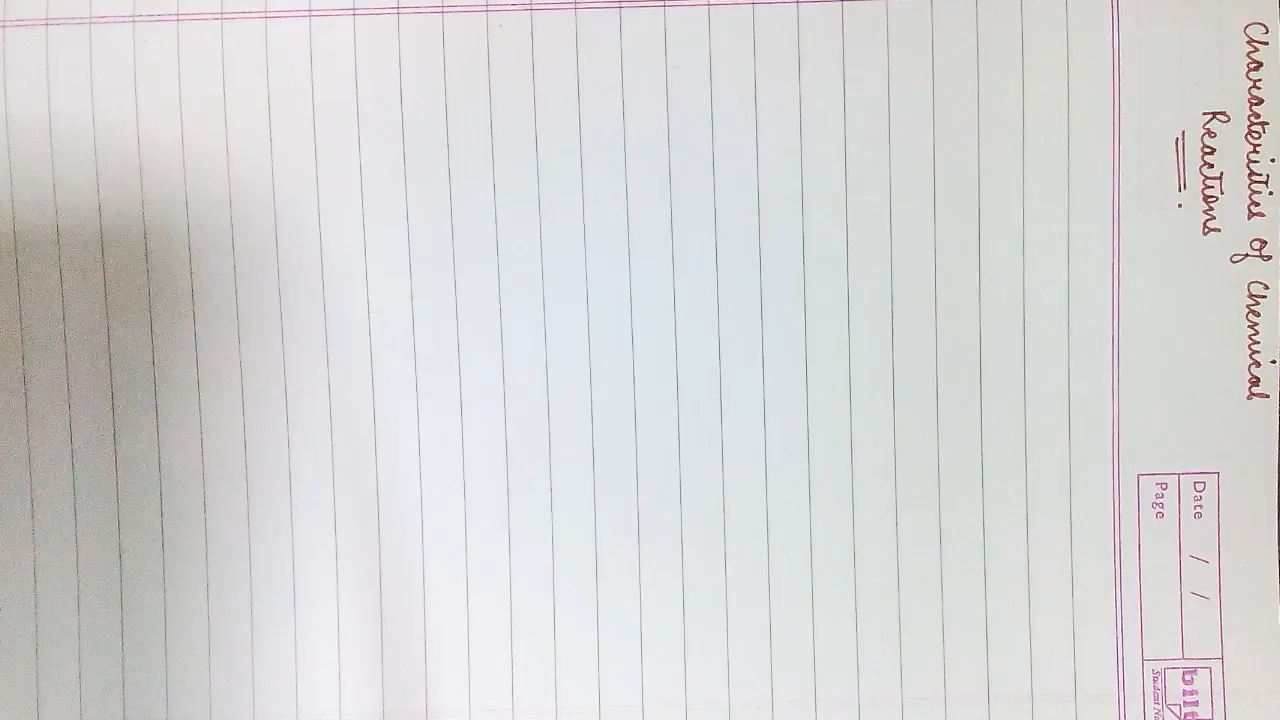 Characteristics of Chemical
Reactions
Date / /
Page